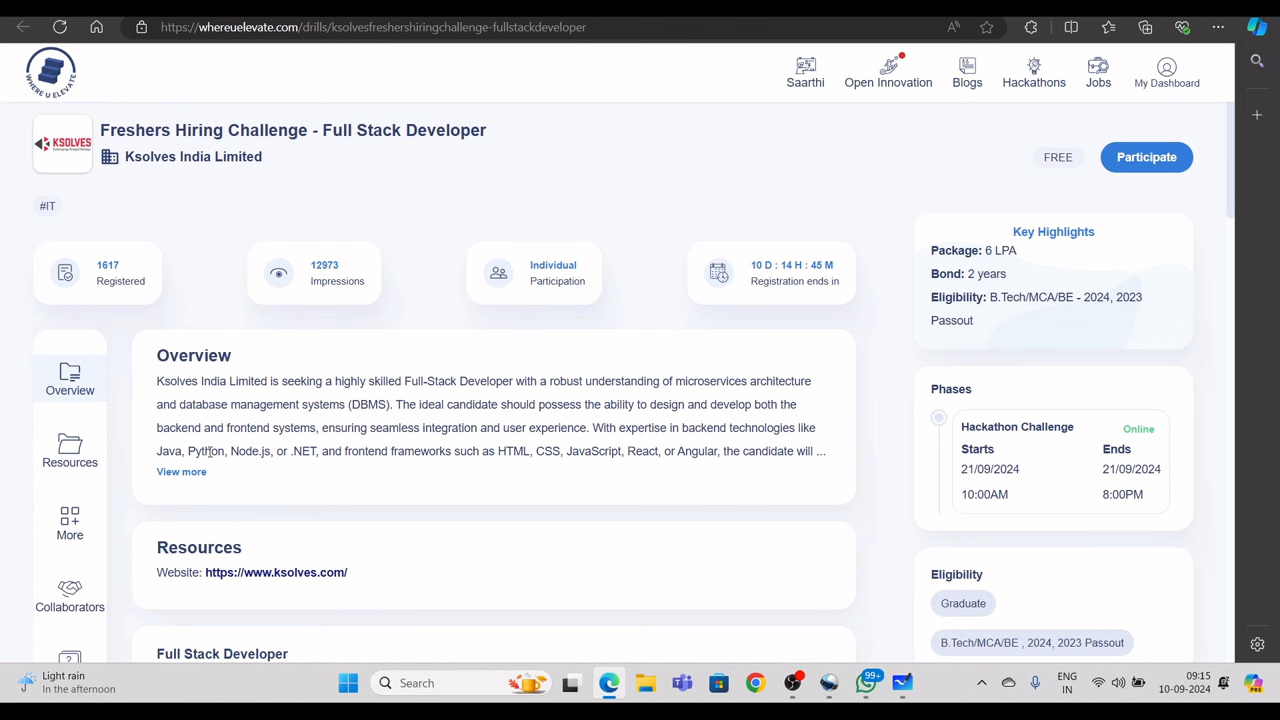 https://whereuelevate.com/drills/ksolvesfreshershiringchallenge-fullstackdeveloper
WHERE U ELEVATE
Saarthi
Open Innovation
Blogs
Hackathons
Jobs
My Dashboard
KSOLVES
Freshers Hiring Challenge - Full Stack Developer
Ksolves India Limited
FREE
Participate
#IT
1617
Registered
12973
Impressions
Individual
Participation
10 D : 14 H : 45 M
Registration ends in
Key Highlights
Package: 6 LPA
Bond: 2 years
Eligibility: B.Tech/MCA/BE - 2024, 2023
Passout
Overview
Resources
More
Collaborators
Overview
Ksolves India Limited is seeking a highly skilled Full-Stack Developer with a robust understanding of microservices architecture
and database management systems (DBMS). The ideal candidate should possess the ability to design and develop both the
backend and frontend systems, ensuring seamless integration and user experience. With expertise in backend technologies like
Java, Python, Node.js, or .NET, and frontend frameworks such as HTML, CSS, JavaScript, React, or Angular, the candidate will ...
View more
Resources
Website: https://www.ksolves.com/
Full Stack Developer
Phases
Hackathon Challenge
Online
Starts
Ends
21/09/2024
21/09/2024
10:00AM
8:00PM
Eligibility
Graduate
B.Tech/MCA/BE , 2024, 2023 Passout
Light rain
In the afternoon
Search
99+
ENG
IN
09:15
10-09-2024
PRE